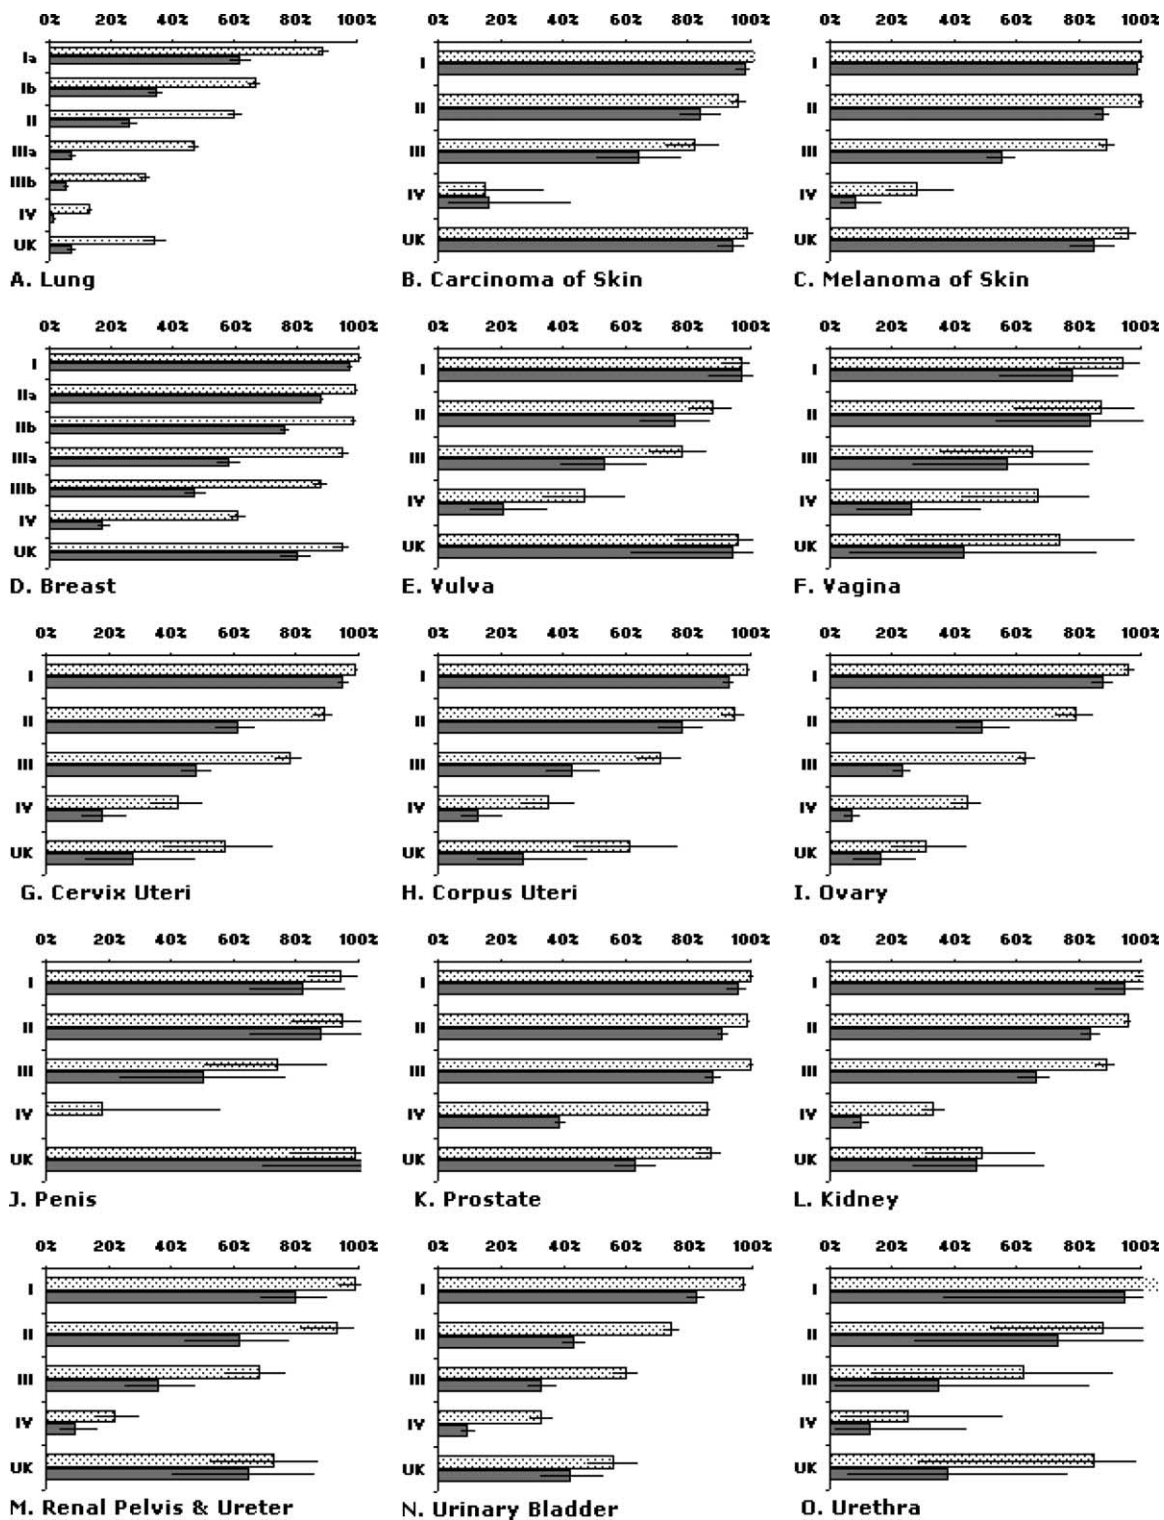 0% 20% 40% 60% 80% 100% 0% 20% 40% 60% 80% 100% 0% 20% 40% 60% 80% 100%
Ia I I
Ib
II II II
IIIa III III
IIIb
IV IV IV
UK UK UK
A. Lung B. Carcinoma of Skin C. Melanoma of Skin
0% 20% 40% 60% 80% 100% 0% 20% 40% 60% 80% 100% 0% 20% 40% 60% 80% 100%
I I I
IIa II II
IIb
IIIa III III
IIIb IV IV
IV
UK UK UK
D. Breast E. Vulva F. Vagina
0% 20% 40% 60% 80% 100% 0% 20% 40% 60% 80% 100% 0% 20% 40% 60% 80% 100%
I I I
II II II
III III III
IV IV IV
UK UK UK
G. Cervix Uteri H. Corpus Uteri I. Ovary
0% 20% 40% 60% 80% 100% 0% 20% 40% 60% 80% 100% 0% 20% 40% 60% 80% 100%
I I I
II II II
III III III
IV IV IV
UK UK UK
J. Penis K. Prostate L. Kidney
0% 20% 40% 60% 80% 100% 0% 20% 40% 60% 80% 100% 0% 20% 40% 60% 80% 100%
I I I
II II II
III III III
IV IV IV
UK UK UK
M. Renal Pelvis & Ureter N. Urinary Bladder O. Urethra